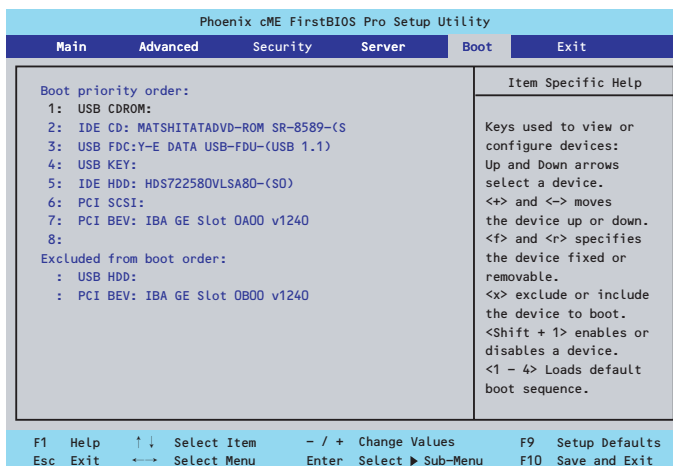 Phoenix cME FirstBIOS Pro Setup Utility
Main Advanced Security Server Boot Exit
Boot priority order:
1: USB CDROM:
2: IDE CD: MATSHITATADVD-ROM SR-8589-(S
3: USB FDC:Y-E DATA USB-FDU-(USB 1.1)
4: USB KEY:
5: IDE HDD: HDS722580VLSA80-(S0)
6: PCI SCSI:
7: PCI BEV: IBA GE Slot 0A00 v1240
8:
Excluded from boot order:
: USB HDD:
: PCI BEV: IBA GE Slot 0B00 v1240
Item Specific Help
Keys used to view or
configure devices:
Up and Down arrows
select a device.
<+> and <-> moves
the device up or down.
<f> and <r> specifies
the device fixed or
removable.
<x> exclude or include
the device to boot.
<Shift + 1> enables or
disables a device.
<1 - 4> Loads default
boot sequence.
F1 Help ↑↓ Select Item - / + Change Values F9 Setup Defaults
Esc Exit ←→ Select Menu Enter Select ▶ Sub-Menu F10 Save and Exit